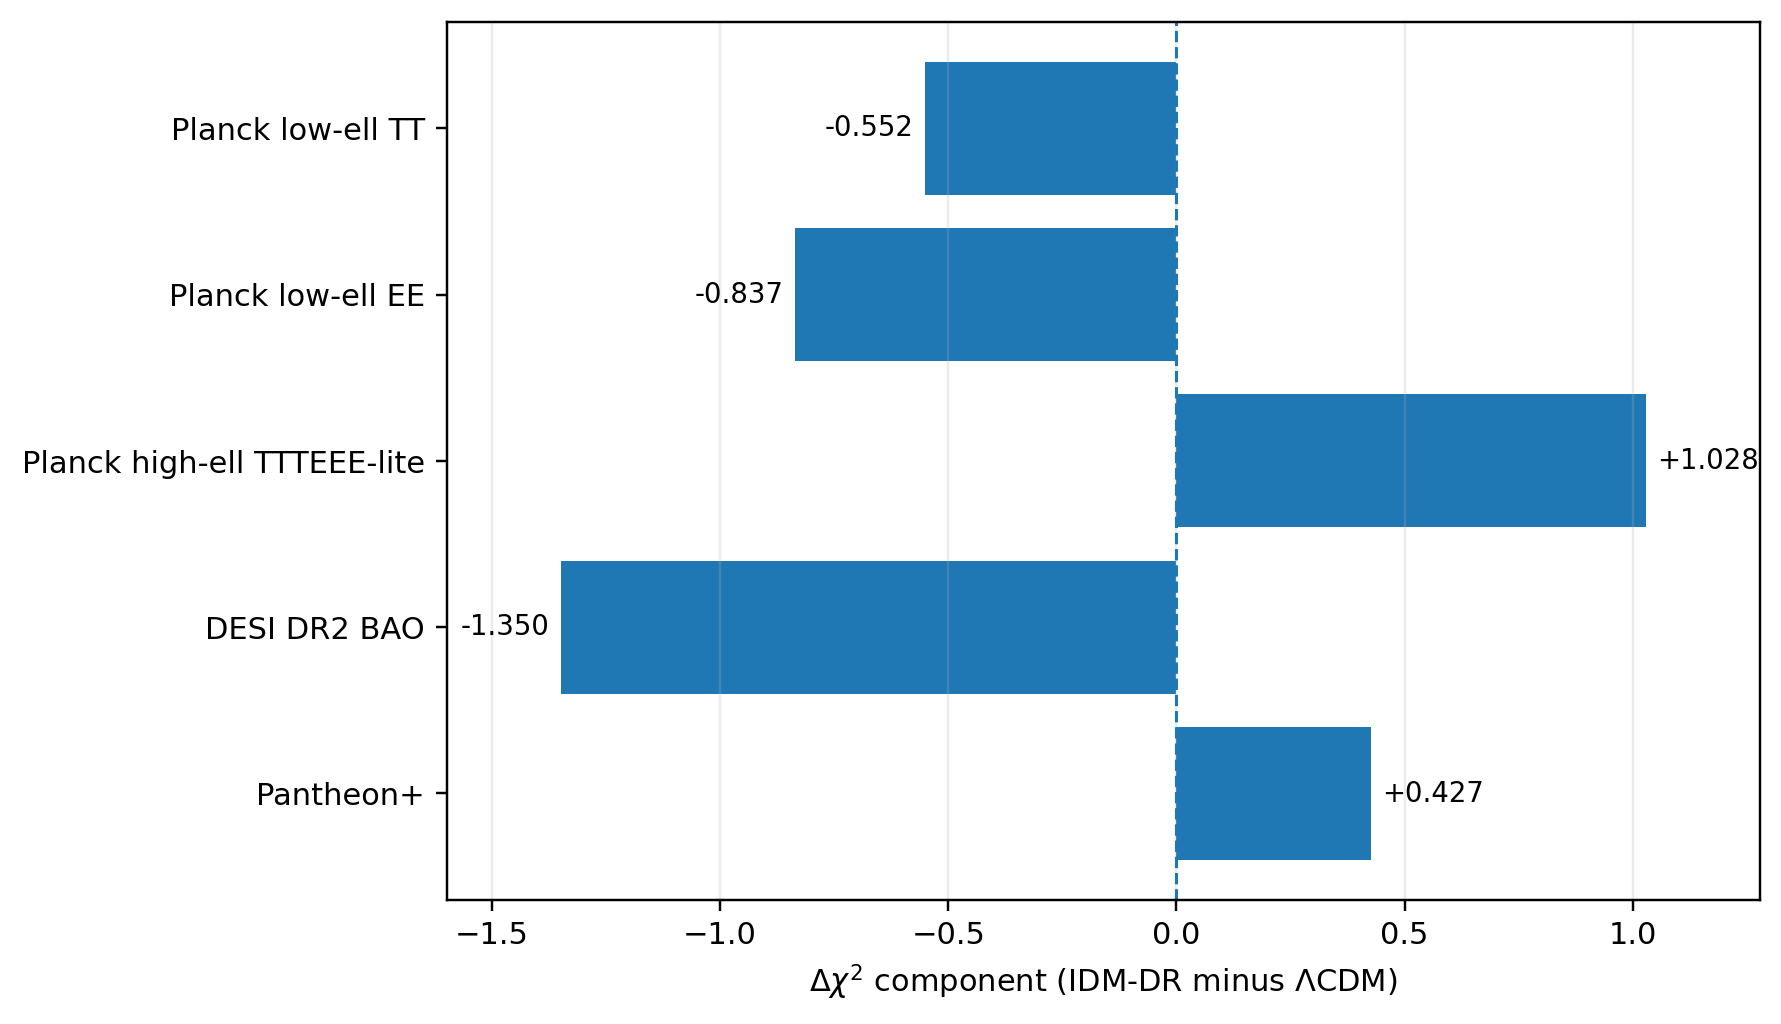 Planck low-ell TT
-0.552
Planck low-ell EE
-0.837
Planck high-ell TTTEEE-lite
+1.028
DESI DR2 BAO
-1.350
Pantheon+
+0.427
−1.5 −1.0 −0.5 0.0 0.5 1.0
Δχ² component (IDM-DR minus ΛCDM)